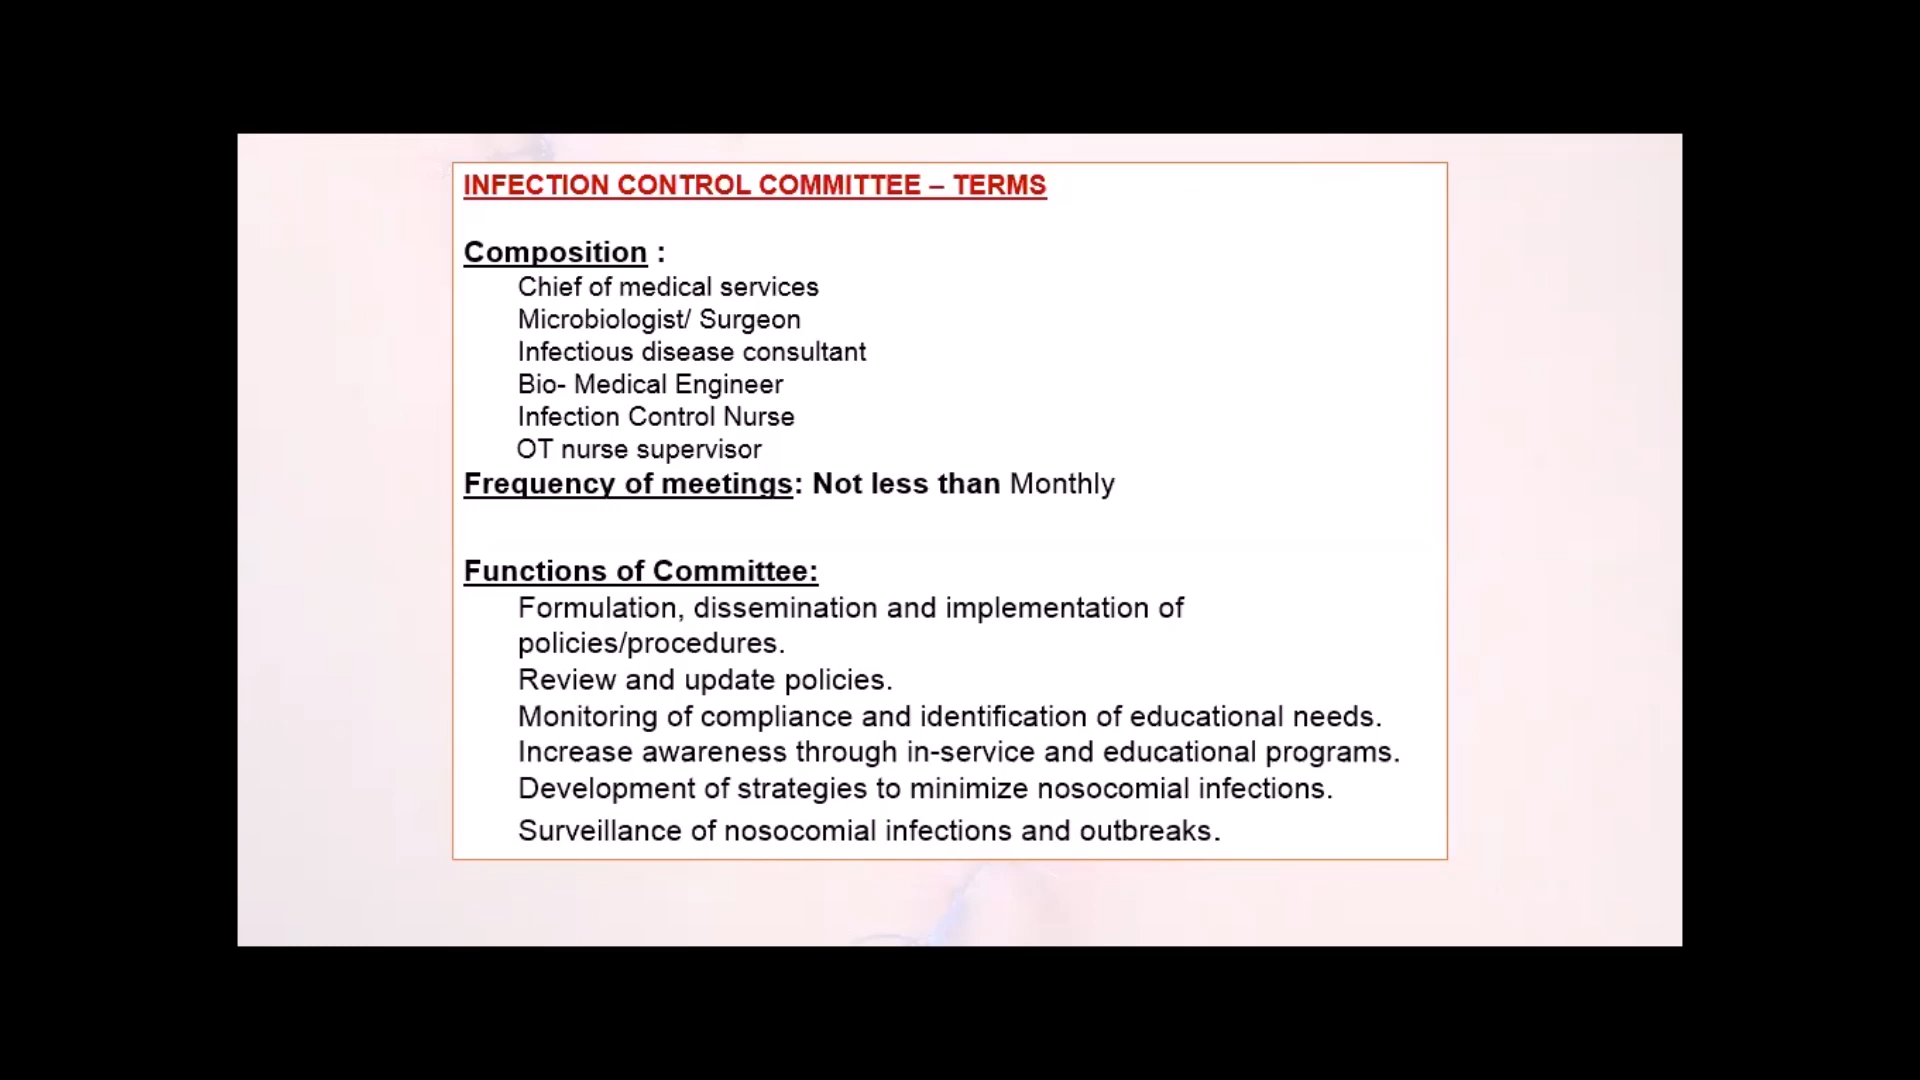 INFECTION CONTROL COMMITTEE – TERMS
Composition :
Chief of medical services
Microbiologist/ Surgeon
Infectious disease consultant
Bio- Medical Engineer
Infection Control Nurse
OT nurse supervisor
Frequency of meetings: Not less than Monthly
Functions of Committee:
Formulation, dissemination and implementation of
policies/procedures.
Review and update policies.
Monitoring of compliance and identification of educational needs.
Increase awareness through in-service and educational programs.
Development of strategies to minimize nosocomial infections.
Surveillance of nosocomial infections and outbreaks.